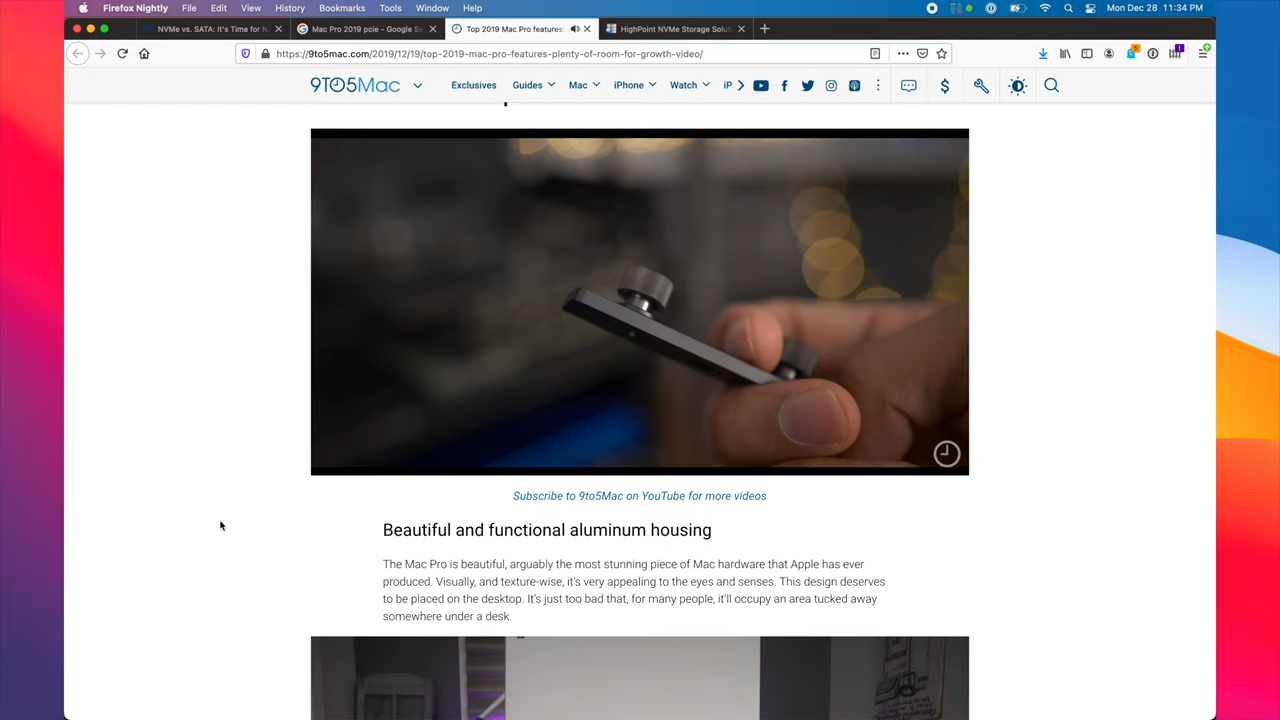 Firefox Nightly File Edit View History Bookmarks Tools Window Help
Mon Dec 28 11:34 PM
NVMe vs. SATA: It's Time for N
Mac Pro 2019 pcie - Google Se
Top 2019 Mac Pro features:
HighPoint NVMe Storage Soluti
https://9to5mac.com/2019/12/19/top-2019-mac-pro-features-plenty-of-room-for-growth-video/
9TO5Mac
Exclusives Guides Mac iPhone Watch iP
Subscribe to 9to5Mac on YouTube for more videos
Beautiful and functional aluminum housing
The Mac Pro is beautiful, arguably the most stunning piece of Mac hardware that Apple has ever
produced. Visually, and texture-wise, it's very appealing to the eyes and senses. This design deserves
to be placed on the desktop. It's just too bad that, for many people, it'll occupy an area tucked away
somewhere under a desk.